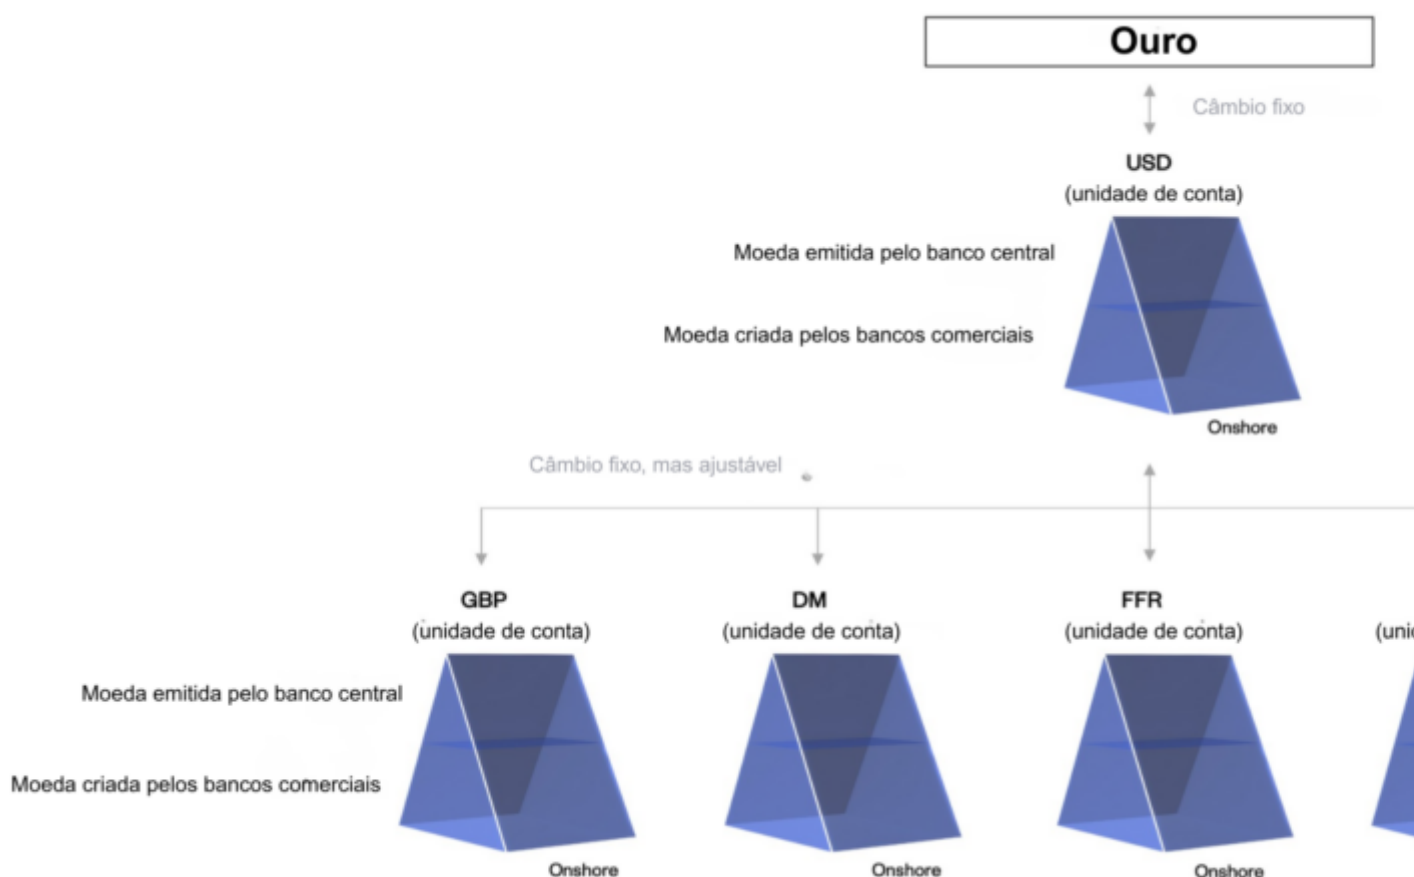 Ouro
Câmbio fixo
USD
(unidade de conta)
Moeda emitida pelo banco central
Moeda criada pelos bancos comerciais
Onshore
Câmbio fixo, mas ajustável
GBP
(unidade de conta)
DM
(unidade de conta)
FFR
(unidade de conta)
Moeda emitida pelo banco central
Moeda criada pelos bancos comerciais
Onshore
Onshore
Onshore